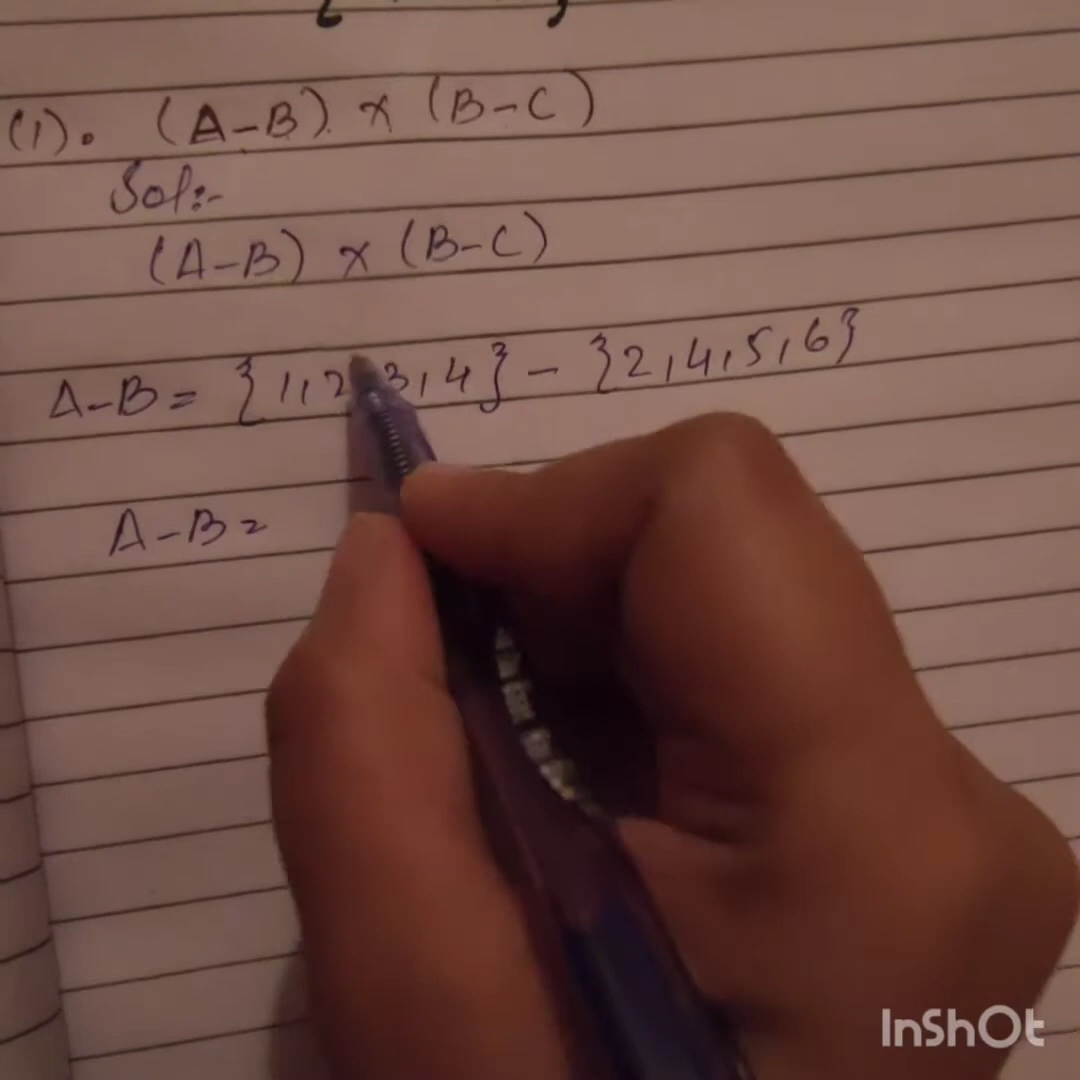 (1). (A-B) × (B-C)
Sol:-
(A-B) × (B-C)
A-B = {1,2,3,4} - {2,4,5,6}
A-B =
InShOt